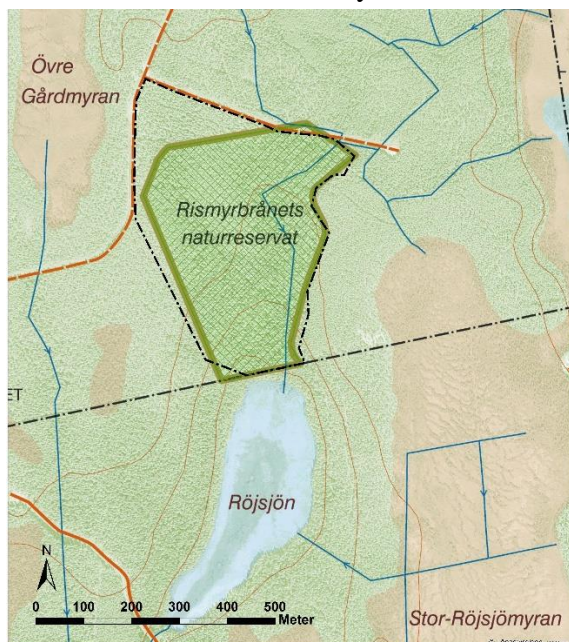 Övre
Gårdmyran
Rismyrbrånets
naturreservat
ET
Röjsjön
N
0 100 200 300 400 500
Meter
Stor-Röjsjömyran